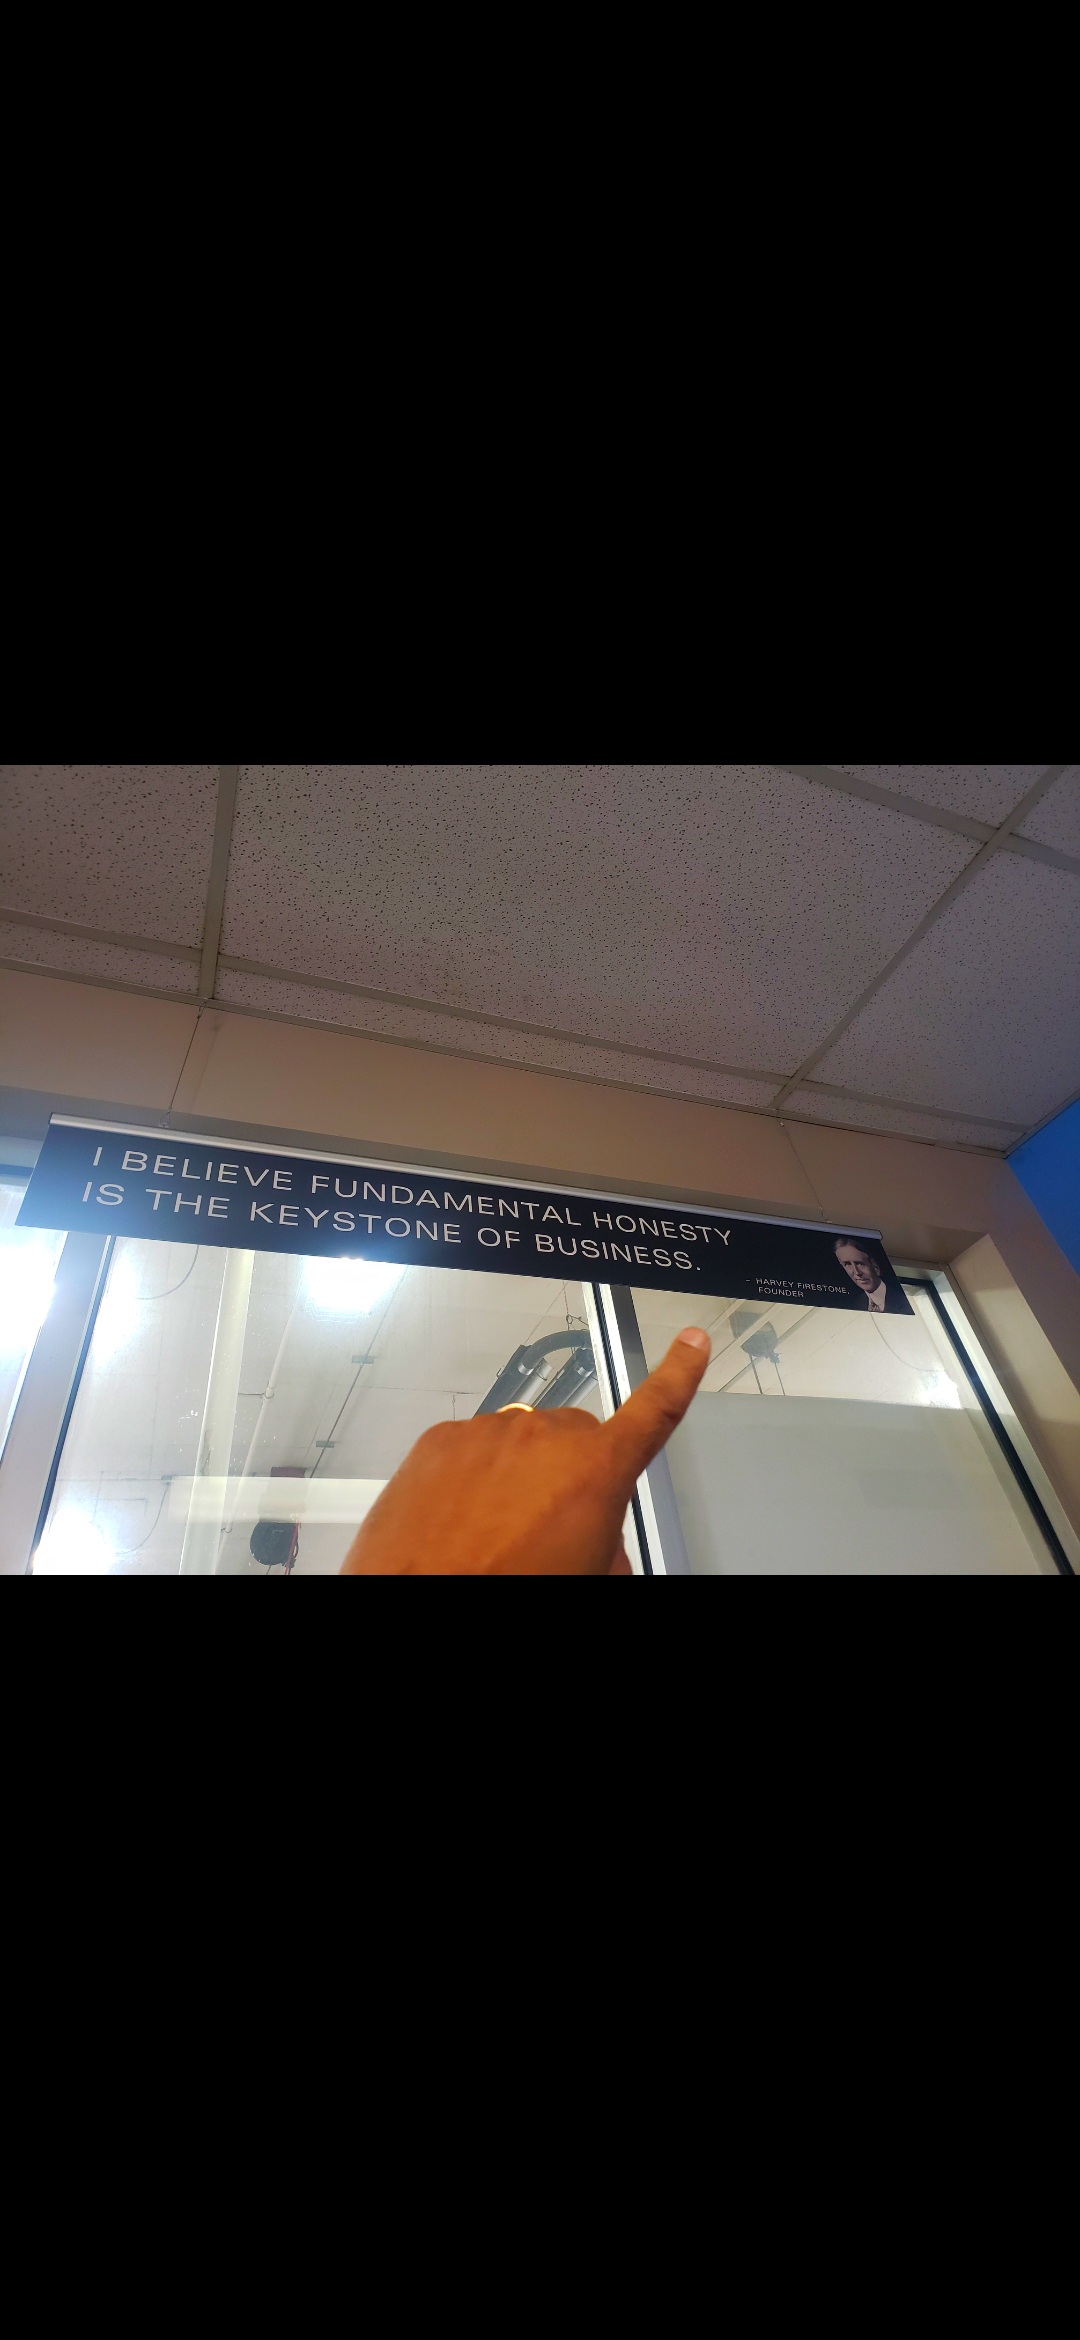 I BELIEVE FUNDAMENTAL HONESTY
IS THE KEYSTONE OF BUSINESS.
- HARVEY FIRESTONE,
FOUNDER